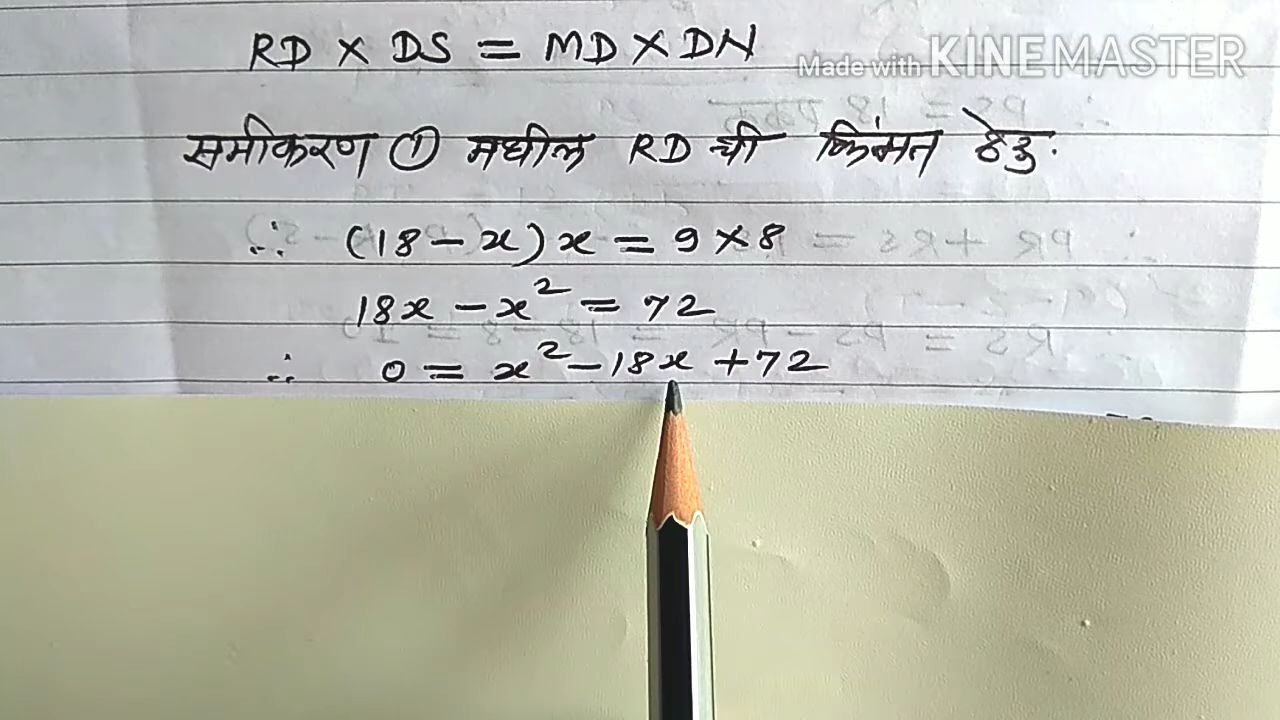 RD × DS = MD × DN
Made with KINEMASTER
समीकरण ① मधील RD ची किंमत ठेवु.
∴ (18 - x) x = 9 × 8
18x - x² = 72
∴ 0 = x² - 18x + 72